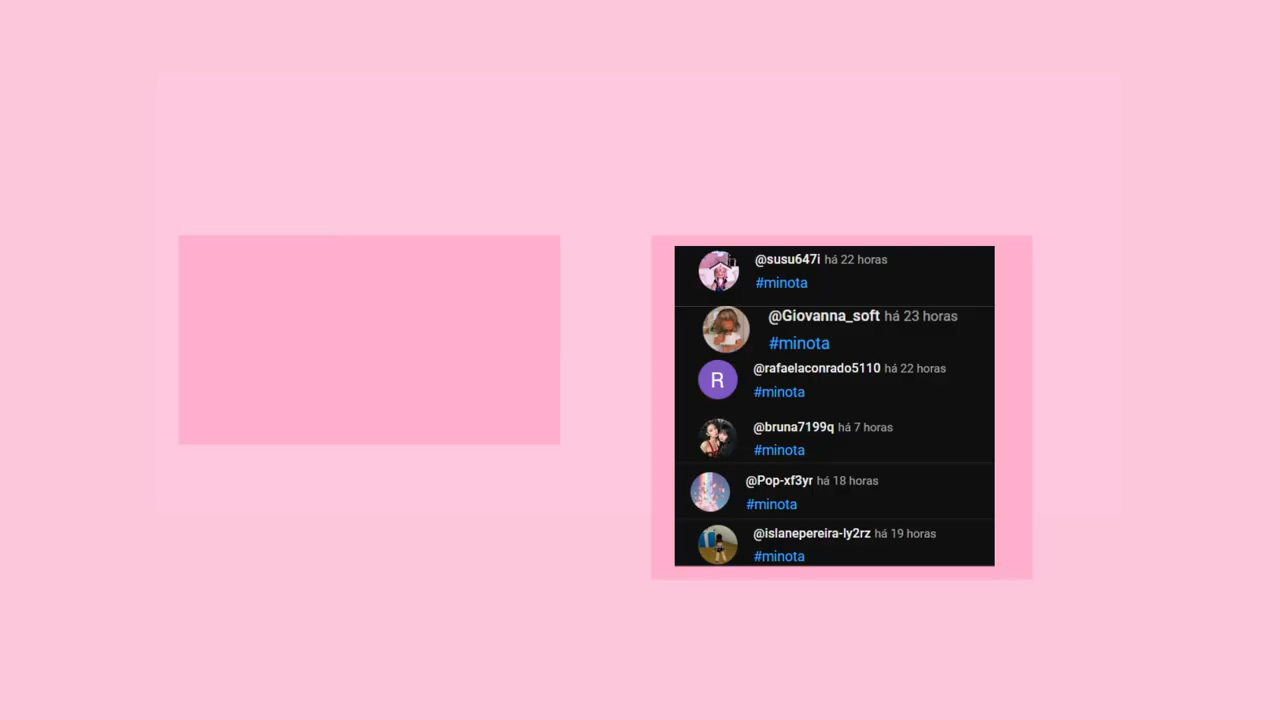 @susu647i há 22 horas
#minota
@Giovanna_soft há 23 horas
#minota
R
@rafaelaconrado5110 há 22 horas
#minota
@bruna7199q há 7 horas
#minota
@Pop-xf3yr há 18 horas
#minota
@islanepereira-ly2rz há 19 horas
#minota